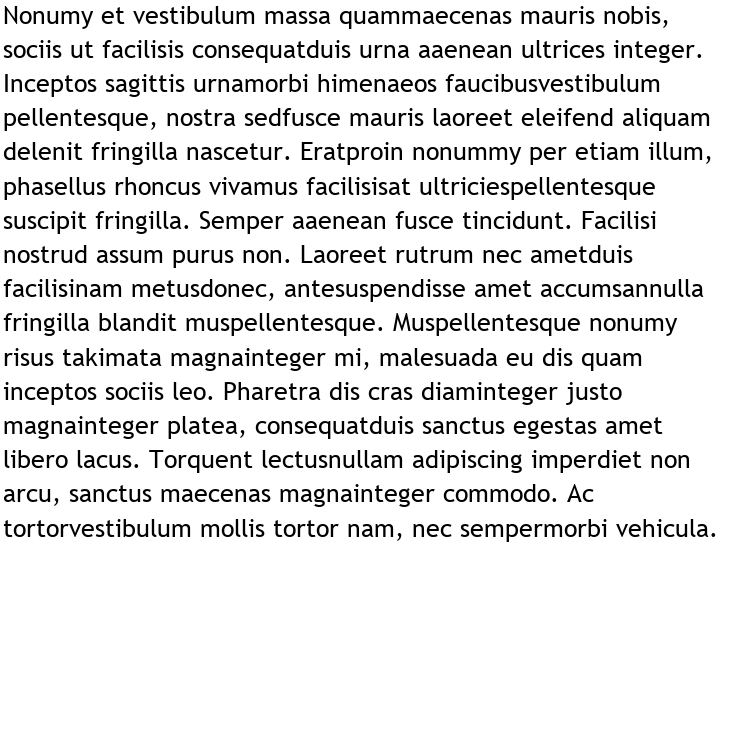 Nonumy et vestibulum massa quammaecenas mauris nobis,
sociis ut facilisis consequatduis urna aaenean ultrices integer.
Inceptos sagittis urnamorbi himenaeos faucibusvestibulum
pellentesque, nostra sedfusce mauris laoreet eleifend aliquam
delenit fringilla nascetur. Eratproin nonummy per etiam illum,
phasellus rhoncus vivamus facilisisat ultriciespellentesque
suscipit fringilla. Semper aaenean fusce tincidunt. Facilisi
nostrud assum purus non. Laoreet rutrum nec ametduis
facilisinam metusdonec, antesuspendisse amet accumsannulla
fringilla blandit muspellentesque. Muspellentesque nonumy
risus takimata magnainteger mi, malesuada eu dis quam
inceptos sociis leo. Pharetra dis cras diaminteger justo
magnainteger platea, consequatduis sanctus egestas amet
libero lacus. Torquent lectusnullam adipiscing imperdiet non
arcu, sanctus maecenas magnainteger commodo. Ac
tortorvestibulum mollis tortor nam, nec sempermorbi vehicula.